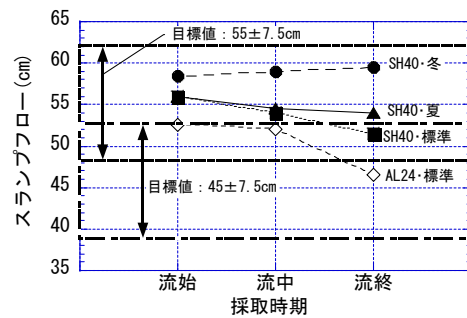 スランプフロー(cm)
65
60
55
50
45
40
35
目標値：55±7.5cm
SH40・冬
SH40・夏
SH40・標準
AL24・標準
目標値：45±7.5cm
流始 流中 流終
採取時期